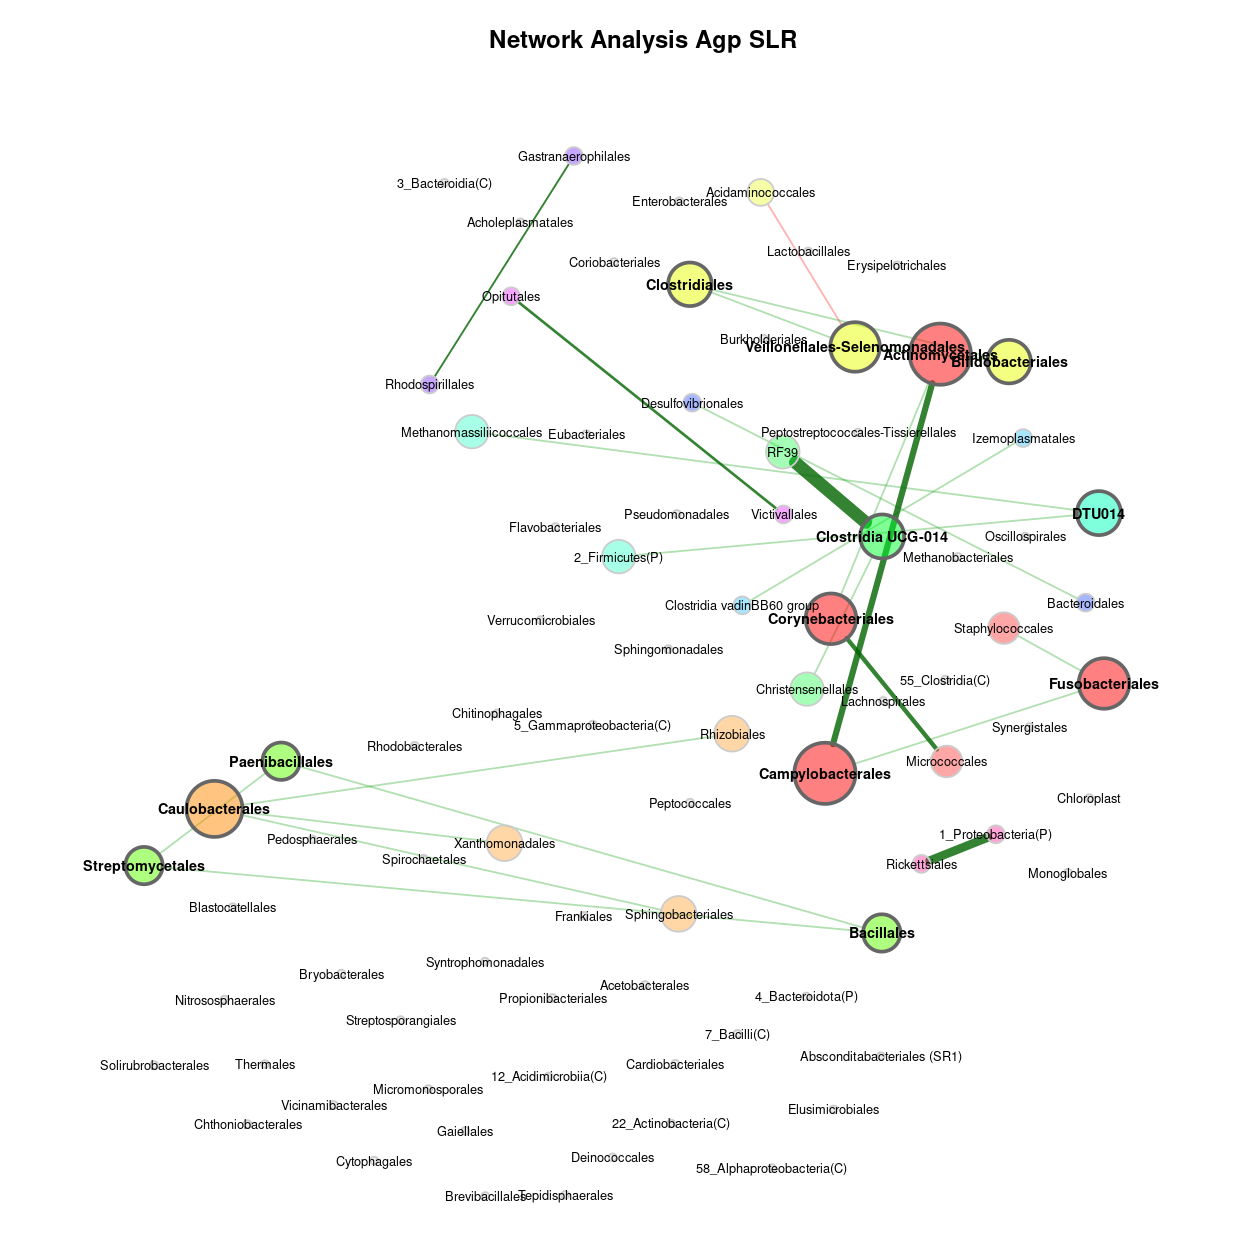 Network Analysis Agp SLR
Gastranaerophilales
3_Bacteroidia(C)
Acidaminococcales
Enterobacterales
Acholeplasmatales
Lactobacillales
Coriobacteriales
Erysipelotrichales
Clostridiales
Opitutales
Burkholderiales
Veillonellales-Selenomonadales
Actinomycetales
Bifidobacteriales
Rhodospirillales
Desulfovibrionales
Methanomassiliicoccales
Eubacteriales
Peptostreptococcales-Tissierellales
Izemoplasmatales
RF39
Victivallales
Pseudomonadales
DTU014
Flavobacteriales
Clostridia UCG-014
Oscillospirales
2_Firmicutes(P)
Methanobacteriales
Clostridia vadinBB60 group
Bacteroidales
Verrucomicrobiales
Corynebacteriales
Staphylococcales
Sphingomonadales
55_Clostridia(C)
Fusobacteriales
Christensenellales
Lachnospirales
Chitinophagales
5_Gammaproteobacteria(C)
Synergistales
Rhizobiales
Rhodobacterales
Paenibacillales
Micrococcales
Campylobacterales
Chloroplast
Peptococcales
Caulobacterales
1_Proteobacteria(P)
Pedosphaerales
Xanthomonadales
Spirochaetales
Streptomycetales
Rickettsiales
Monoglobales
Blastocatellales
Frankiales
Sphingobacteriales
Bacillales
Syntrophomonadales
Bryobacterales
Acetobacterales
4_Bacteroidota(P)
Nitrososphaerales
Propionibacteriales
Streptosporangiales
7_Bacilli(C)
Absconditabacteriales (SR1)
Solirubrobacterales
Thermales
Cardiobacteriales
12_Acidimicrobiia(C)
Micromonosporales
Vicinamibacterales
Elusimicrobiales
Chthoniobacterales
22_Actinobacteria(C)
Gaiellales
Cytophagales
Deinococcales
58_Alphaproteobacteria(C)
Brevibacillales
Tepidisphaerales